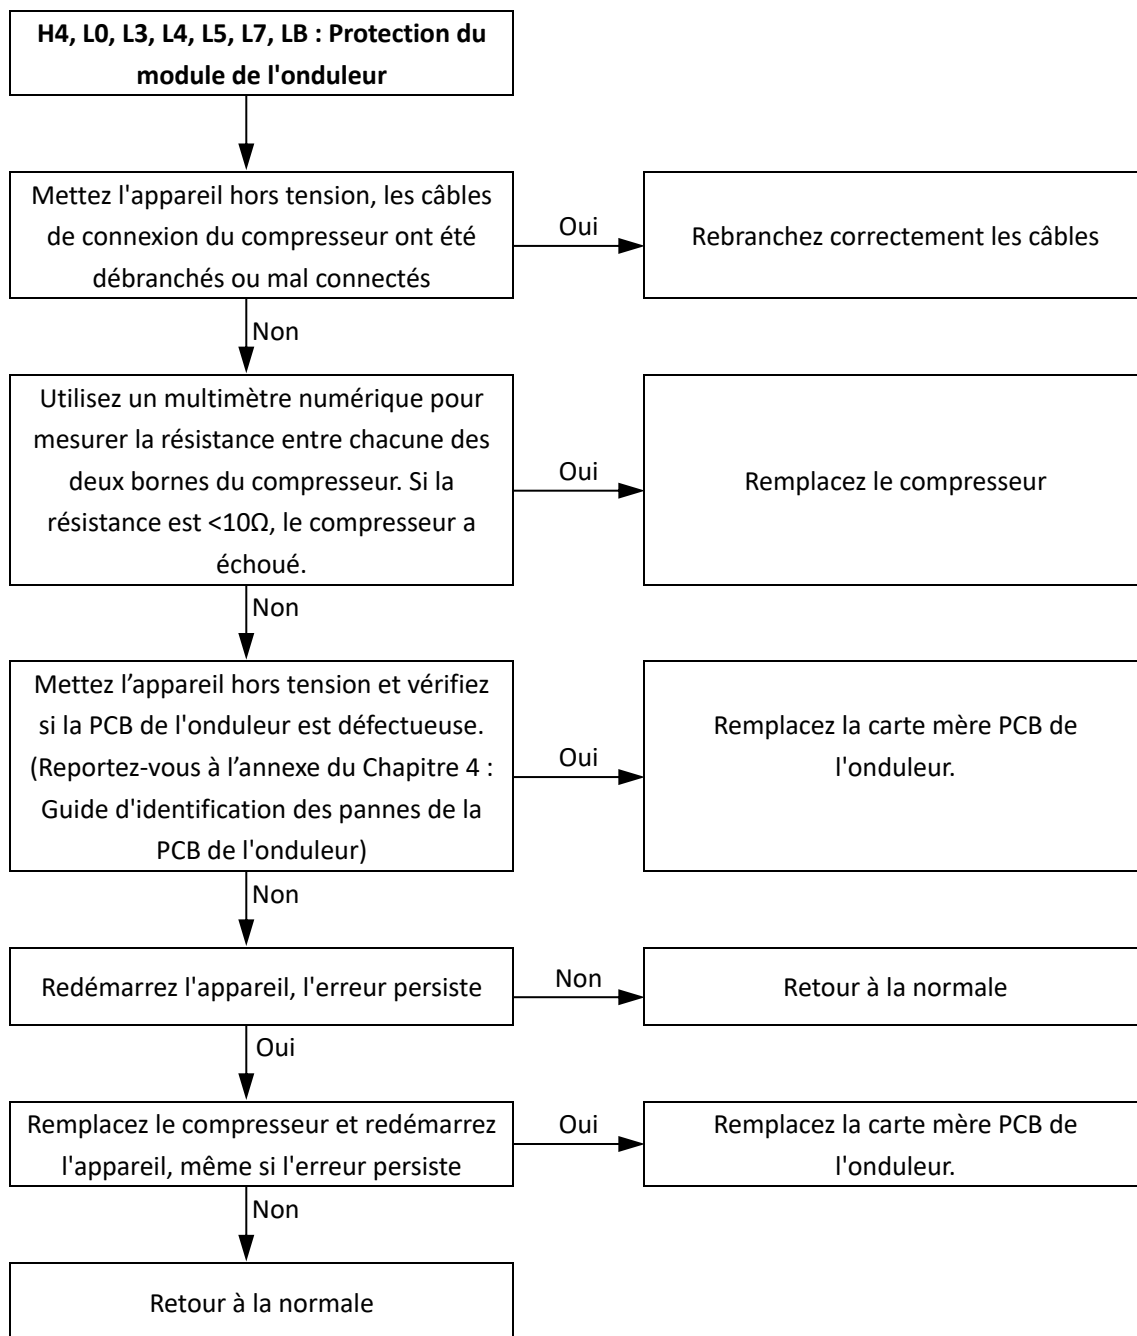 H4, L0, L3, L4, L5, L7, LB : Protection du
module de l'onduleur
Mettez l'appareil hors tension, les câbles
de connexion du compresseur ont été
débranchés ou mal connectés
Oui
Rebranchez correctement les câbles
Non
Utilisez un multimètre numérique pour
mesurer la résistance entre chacune des
deux bornes du compresseur. Si la
résistance est <10Ω, le compresseur a
échoué.
Oui
Remplacez le compresseur
Non
Mettez l’appareil hors tension et vérifiez
si la PCB de l'onduleur est défectueuse.
(Reportez-vous à l’annexe du Chapitre 4 :
Guide d'identification des pannes de la
PCB de l'onduleur)
Oui
Remplacez la carte mère PCB de
l'onduleur.
Non
Redémarrez l'appareil, l'erreur persiste
Non
Retour à la normale
Oui
Remplacez le compresseur et redémarrez
l'appareil, même si l'erreur persiste
Oui
Remplacez la carte mère PCB de
l'onduleur.
Non
Retour à la normale